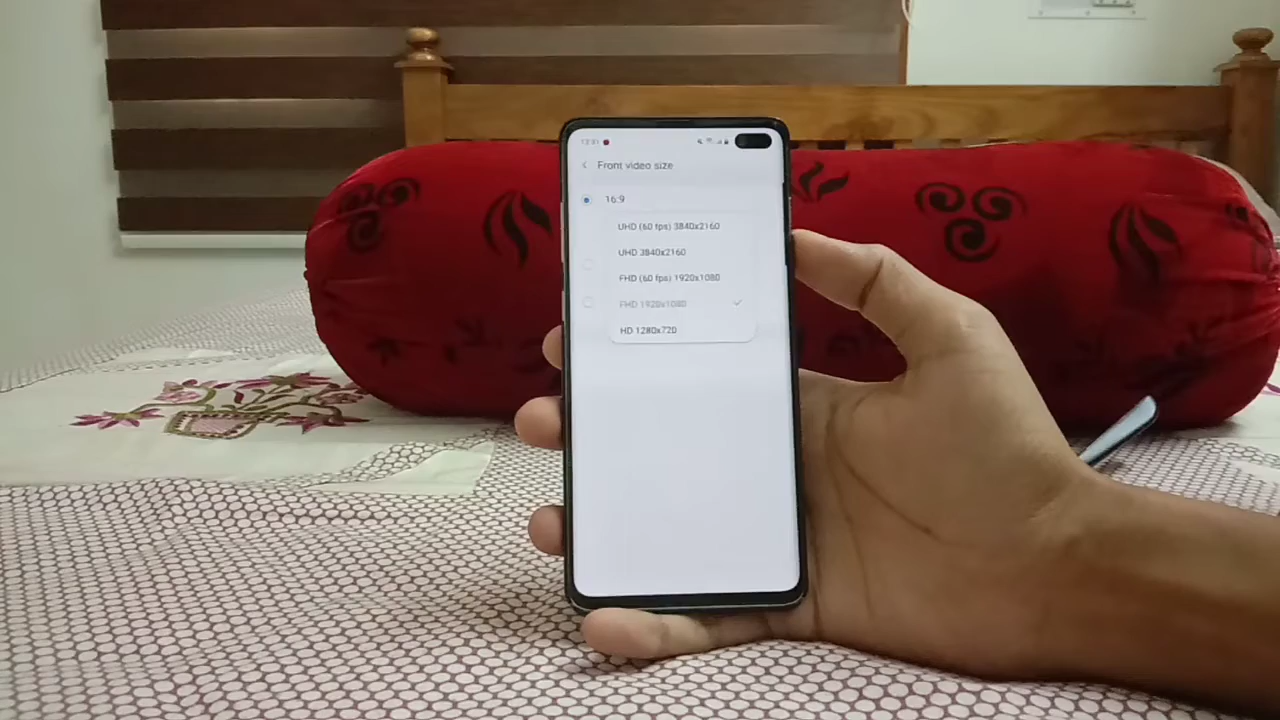 Front video size
16:9
UHD (60 fps) 3840x2160
UHD 3840x2160
FHD (60 fps) 1920x1080
FHD 1920x1080
HD 1280x720